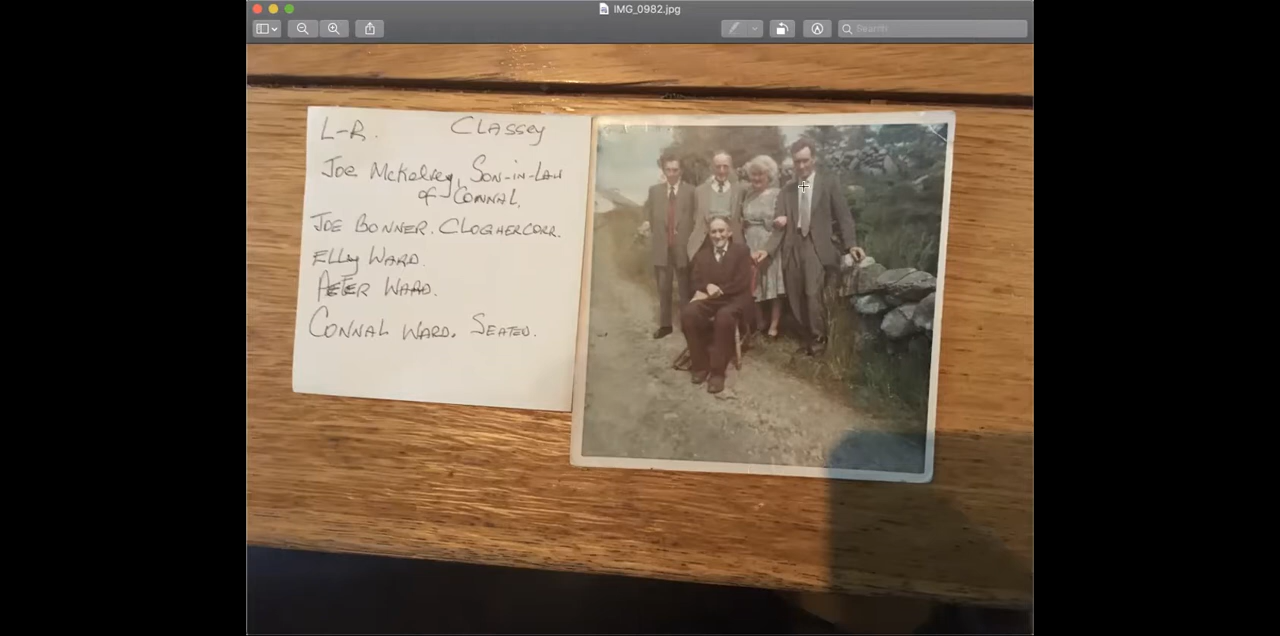 IMG_0982.jpg
Search
L-R. Classey
Joe McKelvey, Son-in-Law
of Connal.
JOE BONNER. CLOGHERCORR.
Elly WARD.
PETER WARD.
CONNAL WARD. SEATED.